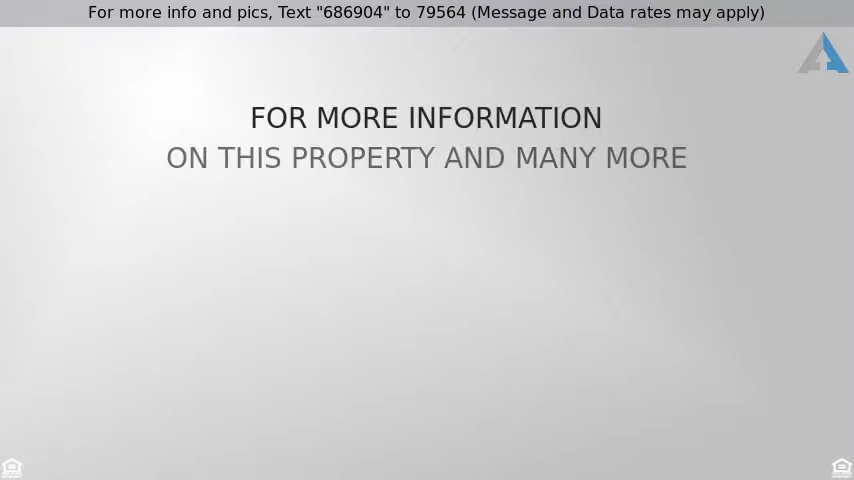 For more info and pics, Text "686904" to 79564 (Message and Data rates may apply)
FOR MORE INFORMATION
ON THIS PROPERTY AND MANY MORE